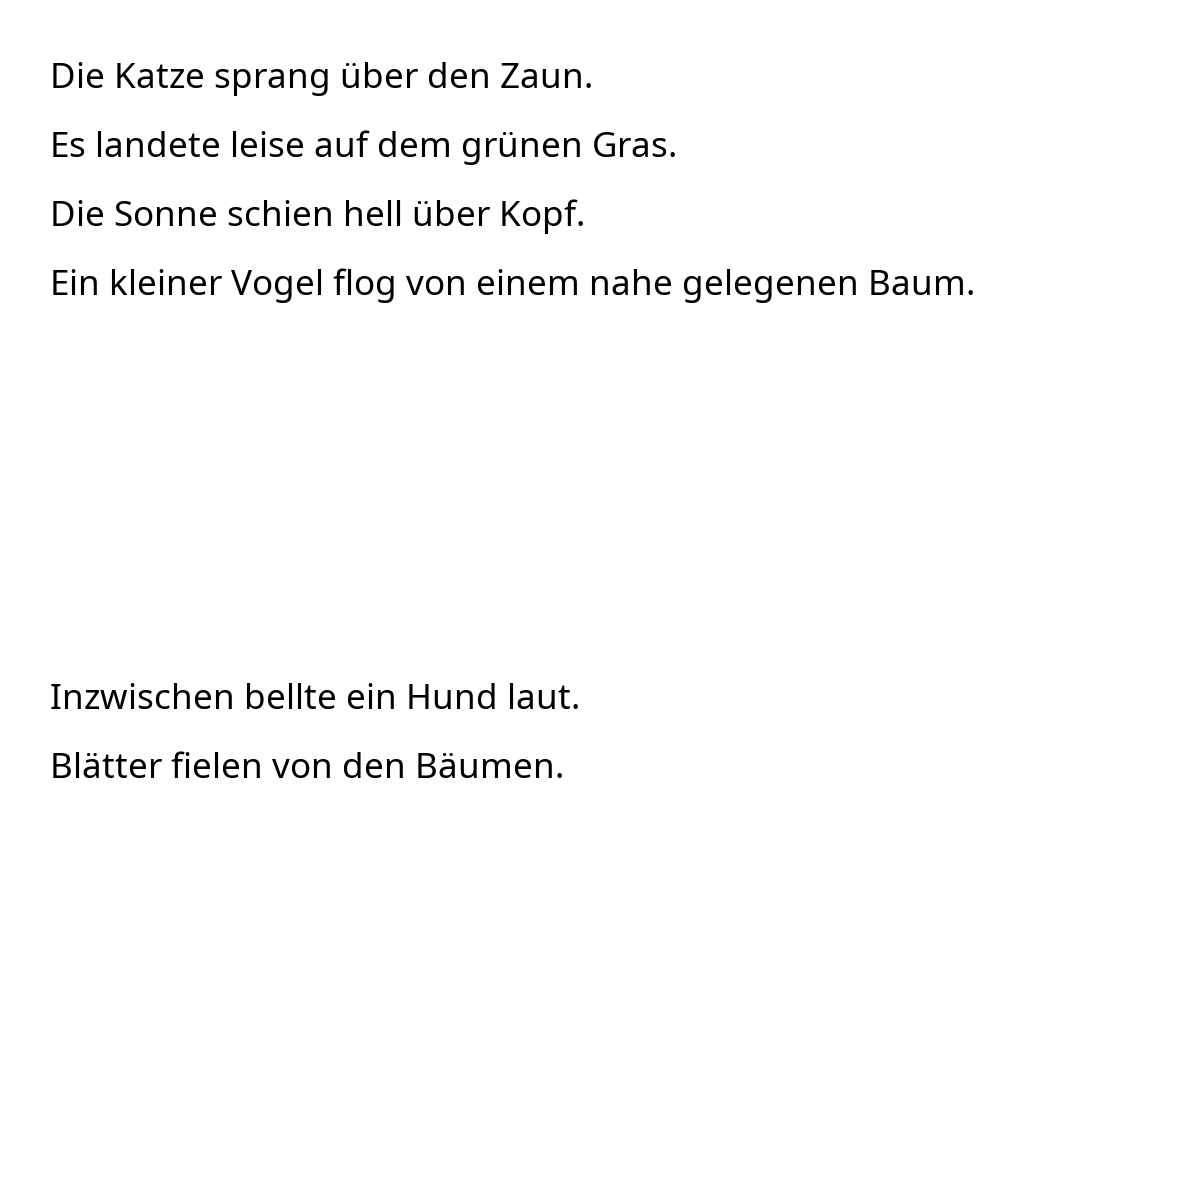 Die Katze sprang über den Zaun.
Es landete leise auf dem grünen Gras.
Die Sonne schien hell über Kopf.
Ein kleiner Vogel flog von einem nahe gelegenen Baum.
Inzwischen bellte ein Hund laut.
Blätter fielen von den Bäumen.